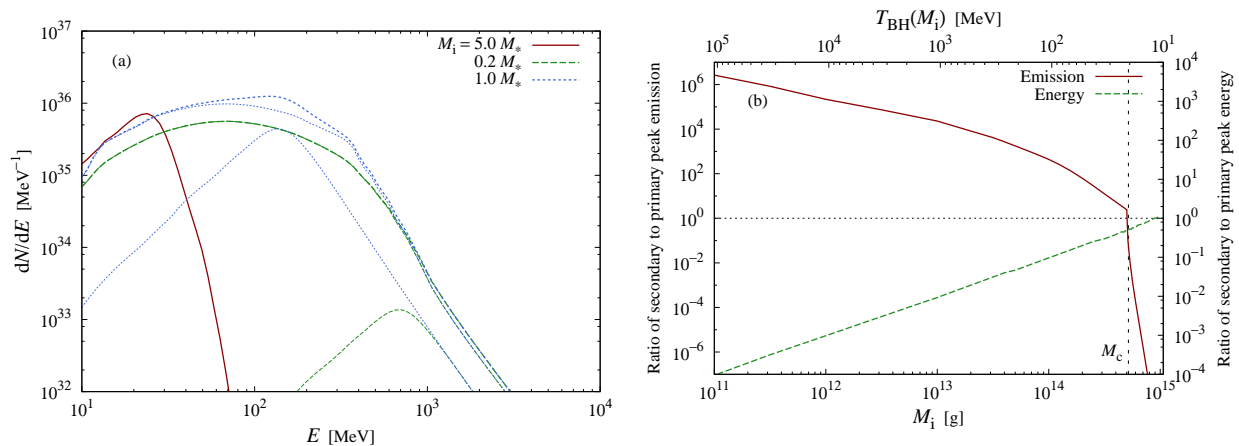 10^37
10^36
10^35
10^34
10^33
10^32
dN/dE [MeV^−1]
(a)
M_i = 5.0 M_*
0.2 M_*
1.0 M_*
10^1
10^2
10^3
10^4
E [MeV]
T_BH(M_i) [MeV]
10^5
10^4
10^3
10^2
10^1
Ratio of secondary to primary peak emission
10^6
10^4
10^2
10^0
10^−2
10^−4
10^−6
(b)
Emission
Energy
M_c
10^4
10^3
10^2
10^1
10^0
10^−1
10^−2
10^−3
10^−4
Ratio of secondary to primary peak energy
10^11
10^12
10^13
10^14
10^15
M_i [g]